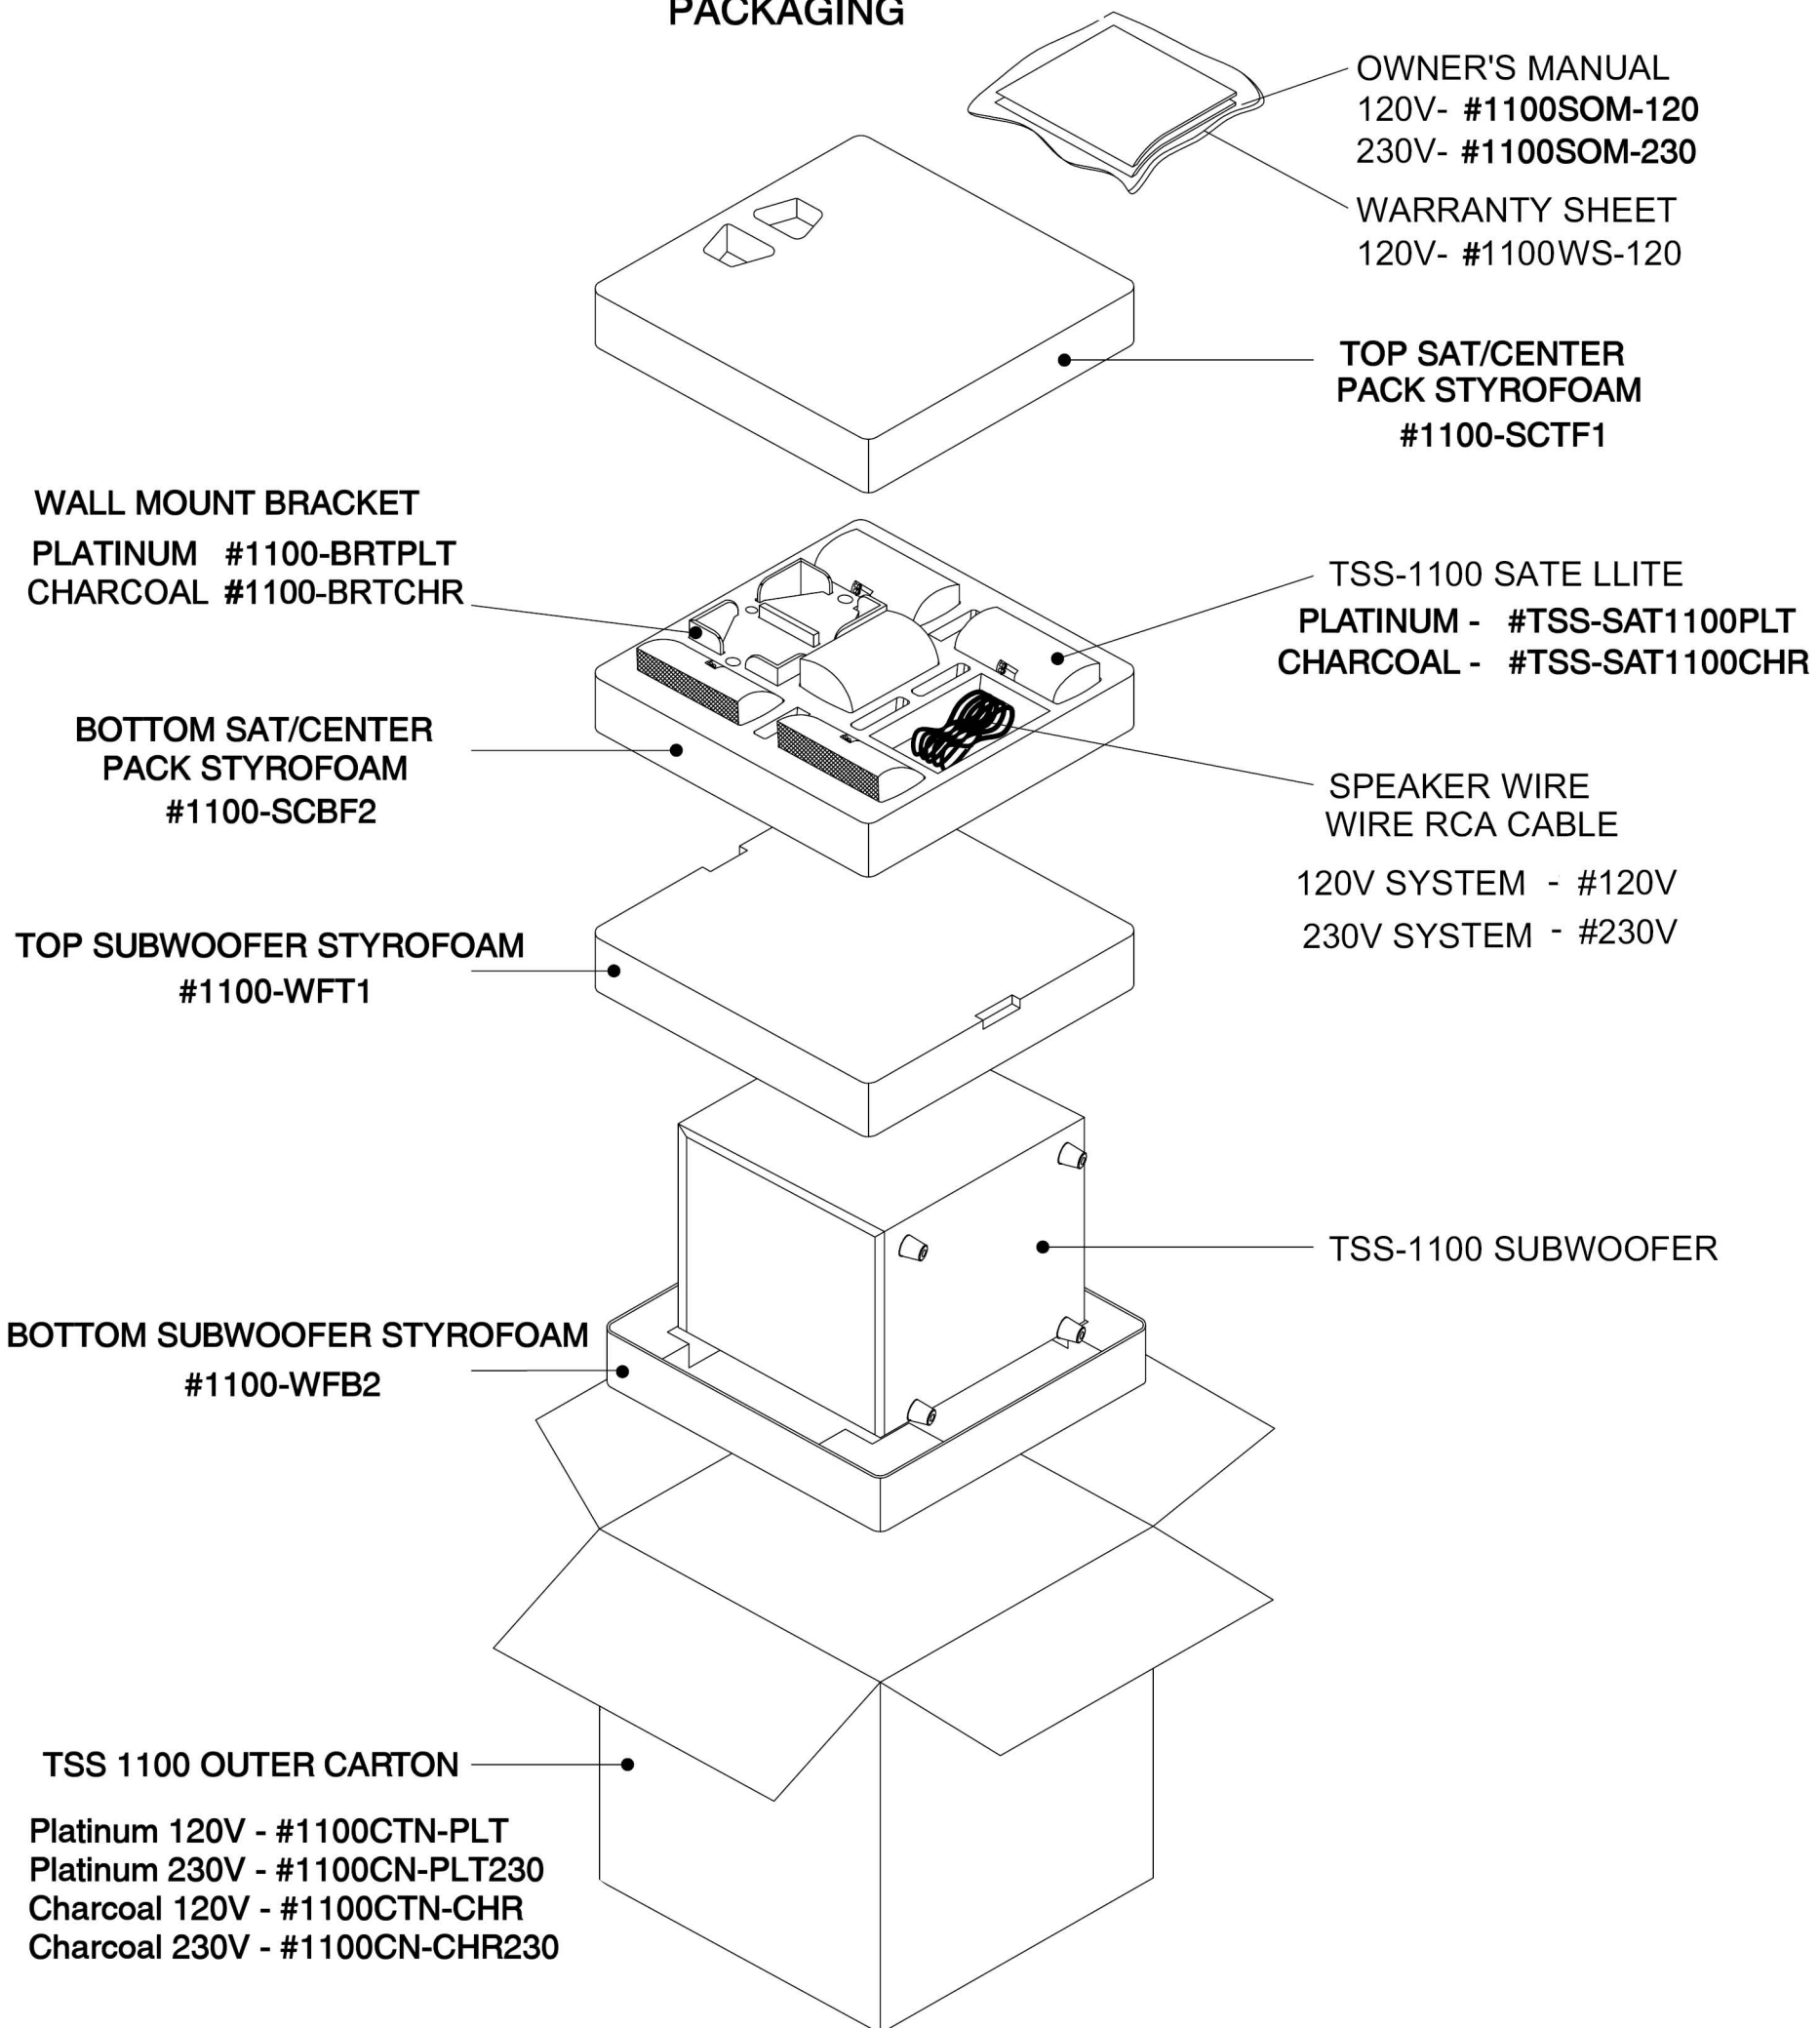 PACKAGING
OWNER'S MANUAL
120V- #1100SOM-120
230V- #1100SOM-230
WARRANTY SHEET
120V- #1100WS-120
TOP SAT/CENTER
PACK STYROFOAM
#1100-SCTF1
WALL MOUNT BRACKET
PLATINUM #1100-BRTPLT
CHARCOAL #1100-BRTCHR
TSS-1100 SATE LLITE
PLATINUM - #TSS-SAT1100PLT
CHARCOAL - #TSS-SAT1100CHR
BOTTOM SAT/CENTER
PACK STYROFOAM
#1100-SCBF2
SPEAKER WIRE
WIRE RCA CABLE
120V SYSTEM - #120V
230V SYSTEM - #230V
TOP SUBWOOFER STYROFOAM
#1100-WFT1
TSS-1100 SUBWOOFER
BOTTOM SUBWOOFER STYROFOAM
#1100-WFB2
TSS 1100 OUTER CARTON
Platinum 120V - #1100CTN-PLT
Platinum 230V - #1100CN-PLT230
Charcoal 120V - #1100CTN-CHR
Charcoal 230V - #1100CN-CHR230